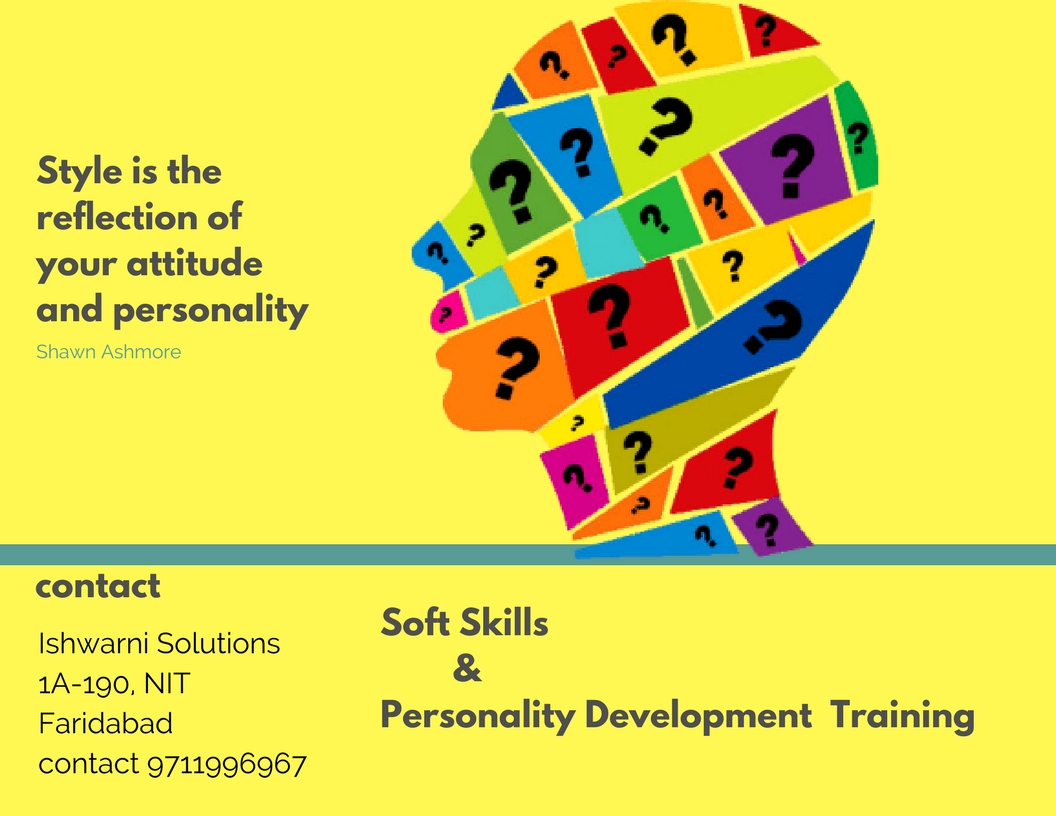 Style is the
reflection of
your attitude
and personality
Shawn Ashmore
? ? ? ?
? ? ? ?
? ? ? ? ?
? ? ?
? ? ?
?
? ?
? ?
? ? ?
contact
Ishwarni Solutions
1A-190, NIT
Faridabad
contact 9711996967
Soft Skills
&
Personality Development Training